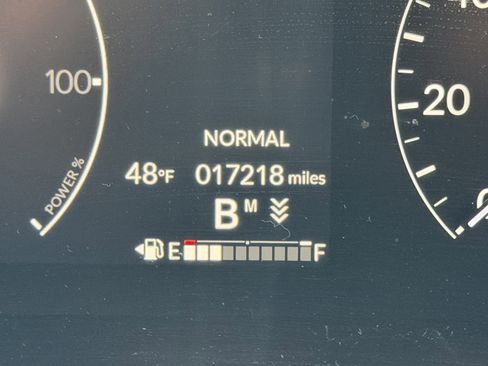 100
POWER %
20
NORMAL
48°F 017218 miles
B M
E F